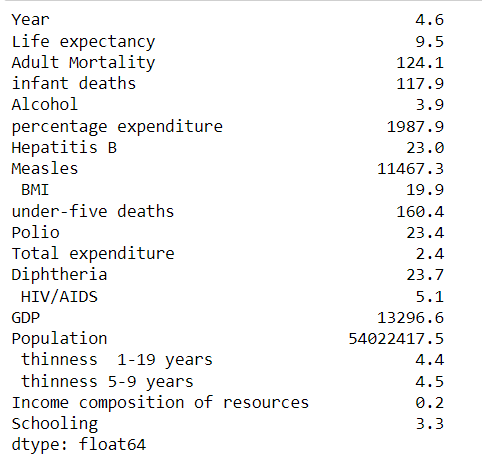 Year 4.6
Life expectancy 9.5
Adult Mortality 124.1
infant deaths 117.9
Alcohol 3.9
percentage expenditure 1987.9
Hepatitis B 23.0
Measles 11467.3
 BMI 19.9
under-five deaths 160.4
Polio 23.4
Total expenditure 2.4
Diphtheria 23.7
 HIV/AIDS 5.1
GDP 13296.6
Population 54022417.5
 thinness  1-19 years 4.4
 thinness 5-9 years 4.5
Income composition of resources 0.2
Schooling 3.3
dtype: float64